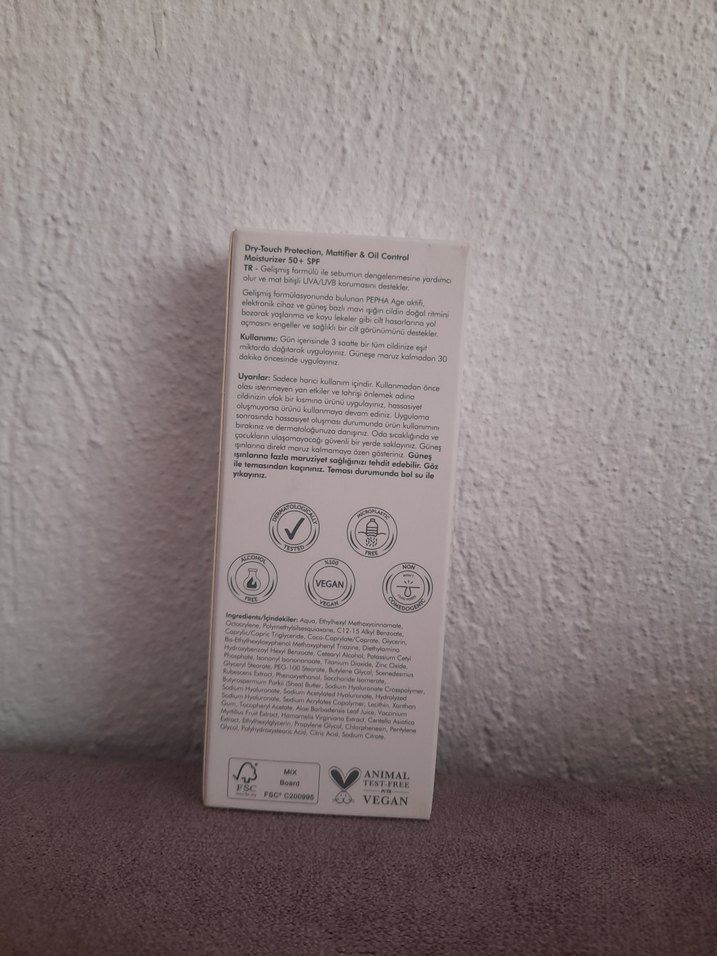 Dry-Touch Protection, Mattifier & Oil Control
Moisturizer 50+ SPF
TR - Gelişmiş formülü ile sebumun dengelenmesine yardımcı
olur ve mat bitişli UVA/UVB korumasını destekler.
Gelişmiş formülasyonunda bulunan PEPHA Age aktifi,
elektronik cihaz ve güneş bazlı mavi ışığın cildin doğal ritmini
bozarak yaşlanma ve koyu lekeler gibi cilt hasarlarına yol
açmasını engeller ve sağlıklı bir cilt görünümünü destekler.
Kullanımı: Gün içerisinde 3 saatte bir tüm cildinize eşit
miktarda dağıtarak uygulayınız. Güneşe maruz kalmadan 30
dakika öncesinde uygulayınız.
Uyarılar: Sadece harici kullanım içindir. Kullanmadan önce
olası istenmeyen yan etkiler ve tahrişi önlemek adına
cildinizin ufak bir kısmına ürünü uygulayınız, hassasiyet
oluşmuyorsa ürünü kullanmaya devam ediniz. Uygulama
sonrasında hassasiyet oluşması durumunda ürün kullanımını
bırakınız ve dermatoloğunuza danışınız. Oda sıcaklığında ve
çocukların ulaşamayacağı güvenli bir yerde saklayınız. Güneş
ışınlarına direkt maruz kalmamaya özen gösteriniz. Güneş
ışınlarına fazla maruziyet sağlığınızı tehdit edebilir. Göz
ile temasından kaçınınız. Teması durumunda bol su ile
yıkayınız.
DERMATOLOGICALLY
TESTED
MICROPLASTIC
FREE
ALCOHOL
FREE
%100
VEGAN
VEGAN
NON
COMEDOGENIC
Ingredients/İçindekiler: Aqua, Ethylhexyl Methoxycinnamate,
Octocrylene, Polymethylsilsesquioxane, C12-15 Alkyl Benzoate,
Caprylic/Capric Triglyceride, Coco-Caprylate/Caprate, Glycerin,
Bis-Ethylhexyloxyphenol Methoxyphenyl Triazine, Diethylamino
Hydroxybenzoyl Hexyl Benzoate, Cetearyl Alcohol, Potassium Cetyl
Phosphate, Isononyl Isononanoate, Titanium Dioxide, Zinc Oxide,
Glyceryl Stearate, PEG-100 Stearate, Butylene Glycol, Scenedesmus
Rubescens Extract, Phenoxyethanol, Saccharide Isomerate,
Butyrospermum Parkii (Shea) Butter, Sodium Hyaluronate Crosspolymer,
Sodium Hyaluronate, Sodium Acetylated Hyaluronate, Hydrolyzed
Sodium Hyaluronate, Sodium Acrylates Copolymer, Lecithin, Xanthan
Gum, Tocopheryl Acetate, Aloe Barbadensis Leaf Juice, Vaccinium
Myrtillus Fruit Extract, Hamamelis Virginiana Extract, Centella Asiatica
Extract, Ethylhexylglycerin, Propylene Glycol, Chlorphenesin, Pentylene
Glycol, Polyhydroxystearic Acid, Citric Acid, Sodium Citrate.
FSC
MIX
Board
FSC® C200995
ANIMAL
TEST-FREE
PETA
VEGAN